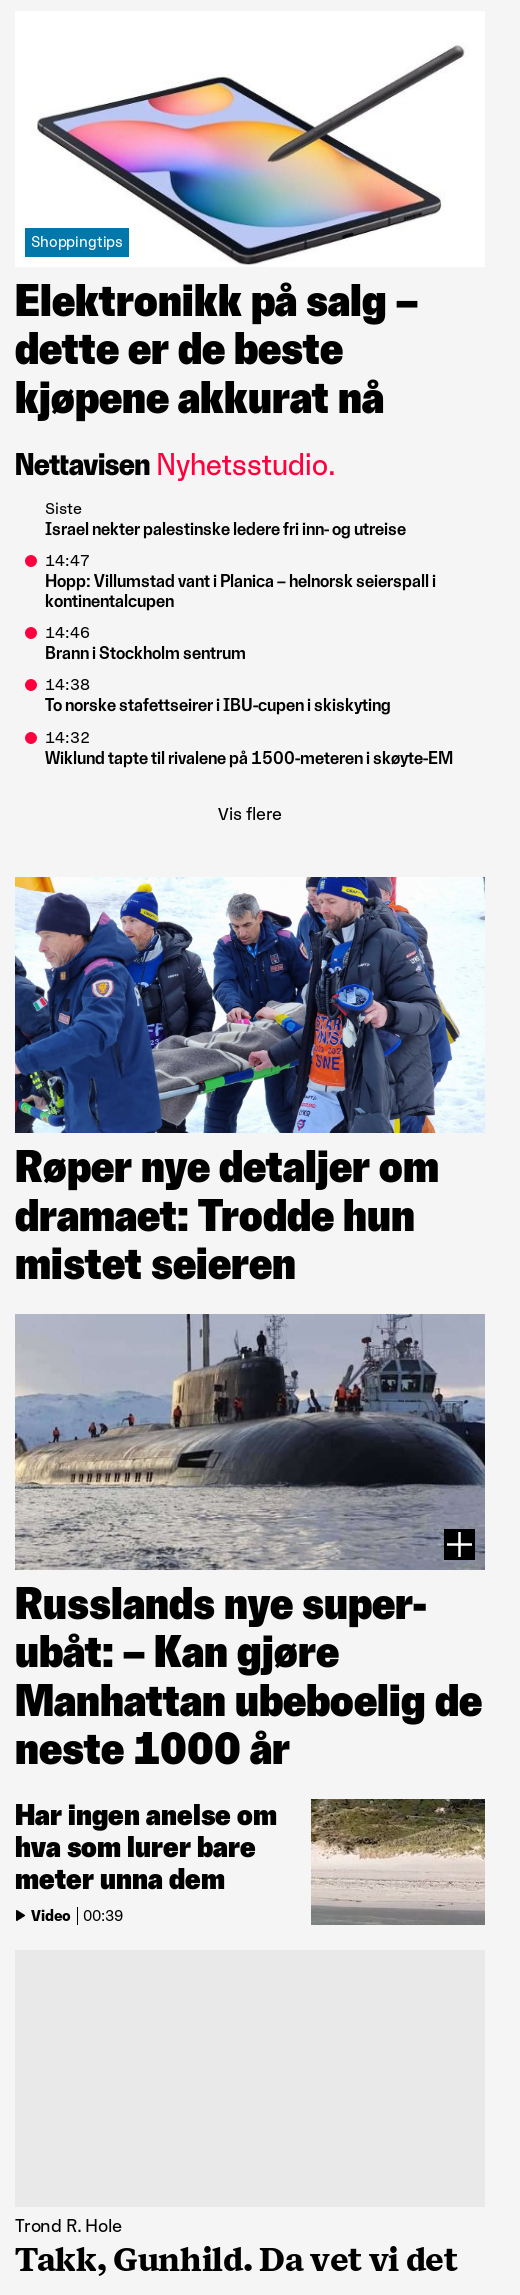 Shoppingtips
Elektronikk på salg –
dette er de beste
kjøpene akkurat nå
Nettavisen Nyhetsstudio.
Siste
Israel nekter palestinske ledere fri inn- og utreise
14:47
Hopp: Villumstad vant i Planica – helnorsk seierspall i
kontinentalcupen
14:46
Brann i Stockholm sentrum
14:38
To norske stafettseirer i IBU-cupen i skiskyting
14:32
Wiklund tapte til rivalene på 1500-meteren i skøyte-EM
Vis flere
Røper nye detaljer om
dramaet: Trodde hun
mistet seieren
Russlands nye super-
ubåt: – Kan gjøre
Manhattan ubeboelig de
neste 1000 år
Har ingen anelse om
hva som lurer bare
meter unna dem
Video 00:39
Trond R. Hole
Takk, Gunhild. Da vet vi det